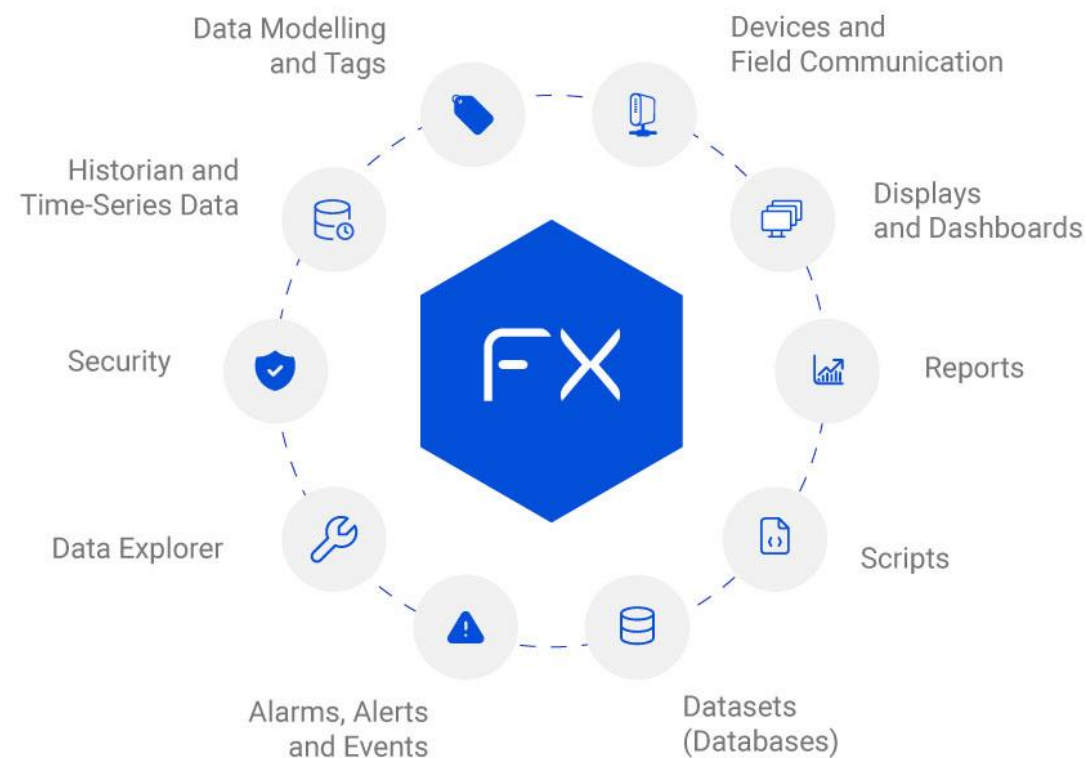 Data Modelling
and Tags
Devices and
Field Communication
Historian and
Time-Series Data
Displays
and Dashboards
FX
Security
Reports
Data Explorer
Scripts
Alarms, Alerts
and Events
Datasets
(Databases)